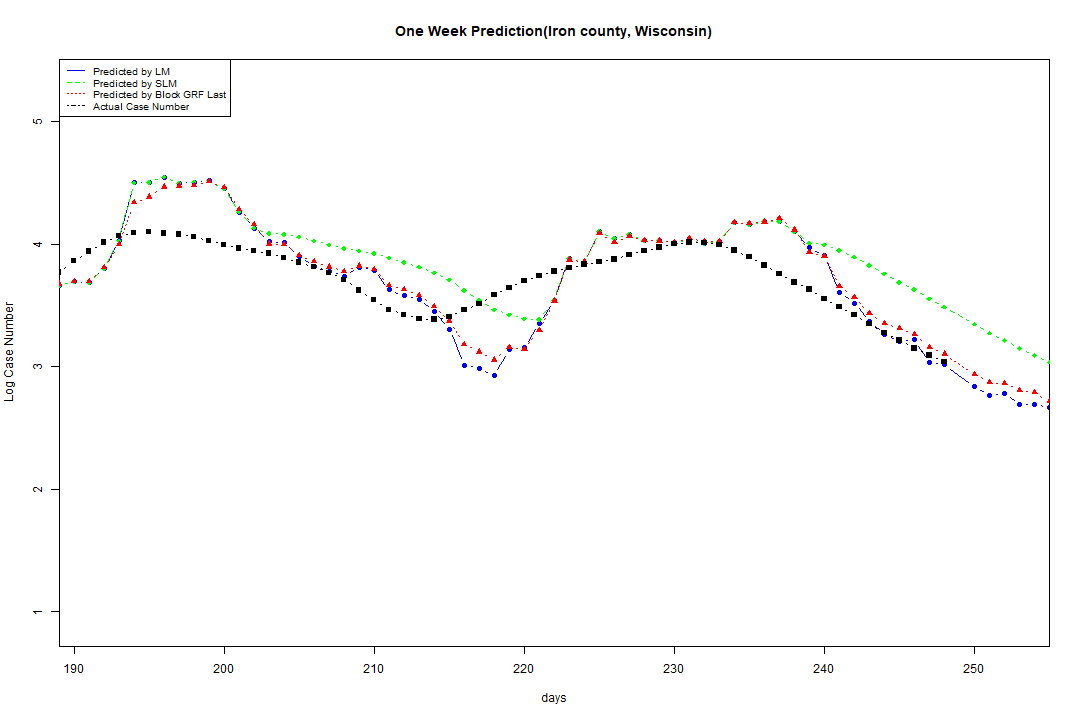 One Week Prediction(Iron county, Wisconsin)
Predicted by LM
Predicted by SLM
Predicted by Block GRF Last
Actual Case Number
Log Case Number
5
4
3
2
1
190 200 210 220 230 240 250
days